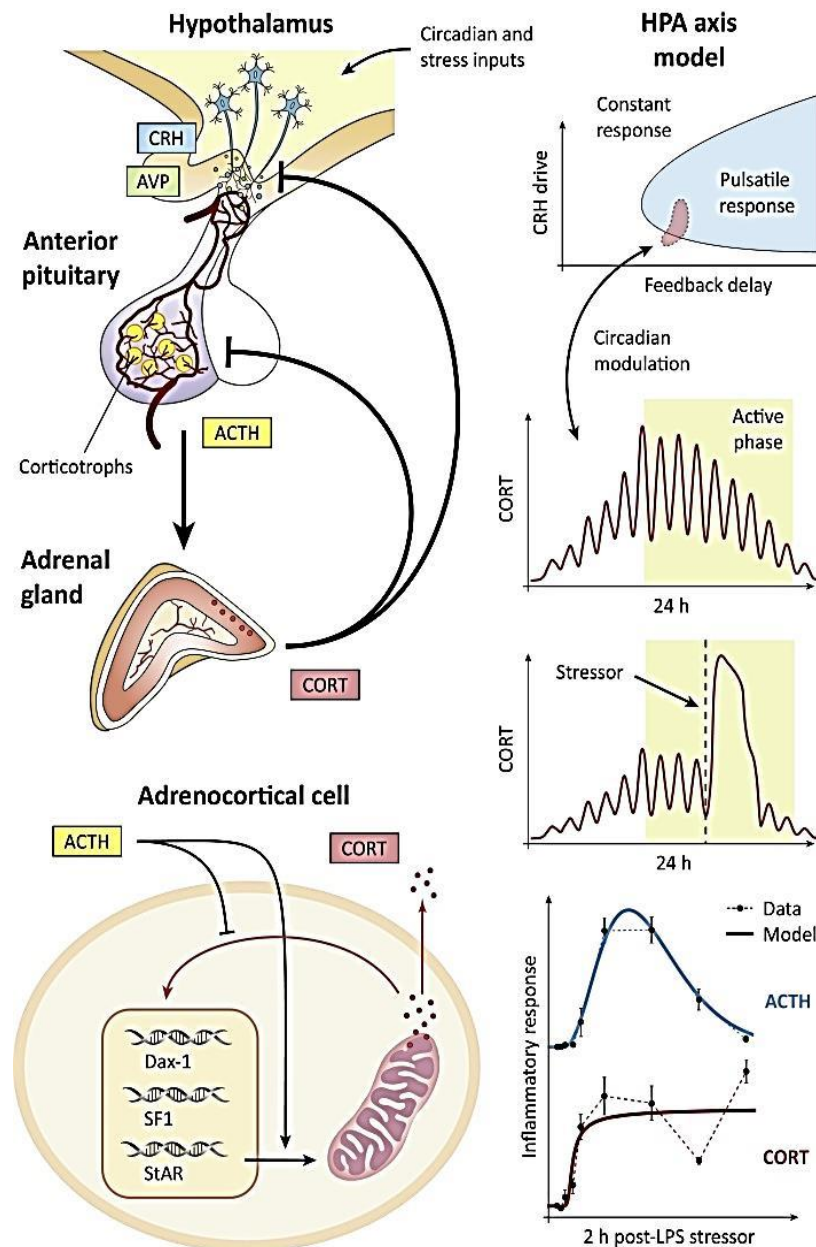 Hypothalamus
Circadian and
stress inputs
CRH
AVP
Anterior
pituitary
ACTH
Corticotrophs
Adrenal
gland
CORT
HPA axis
model
Constant
response
Pulsatile
response
CRH drive
Feedback delay
Circadian
modulation
Active
phase
CORT
24 h
Stressor
CORT
24 h
Adrenocortical cell
ACTH
CORT
Dax-1
SF1
StAR
Data
Model
ACTH
Inflammatory response
CORT
2 h post-LPS stressor